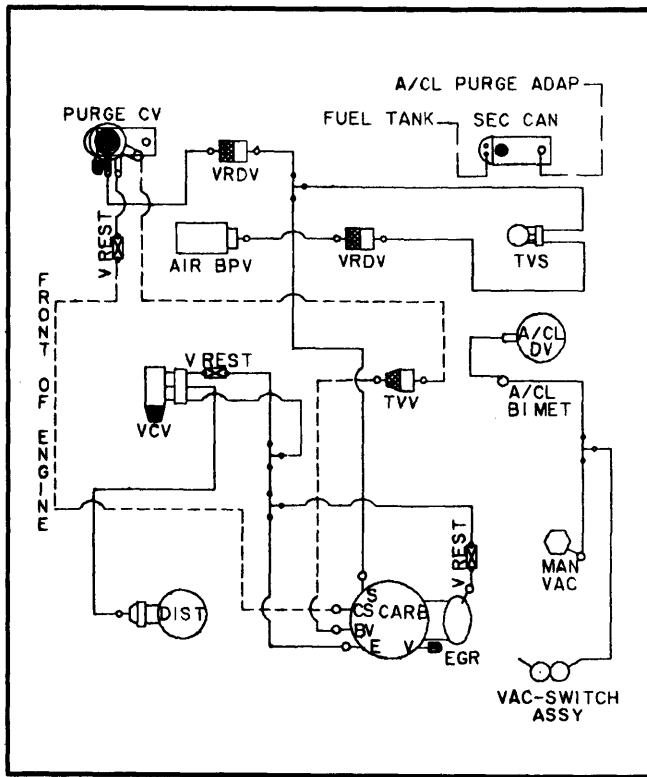 A/CL PURGE ADAP
PURGE CV
FUEL TANK
SEC CAN
VRDV
V REST
AIR BPV
VRDV
TVS
FRONT OF ENGINE
A/CL
DV
V REST
VCV
TVV
A/CL
BIMET
V REST
MAN
VAC
S
CS
CARB
DIST
BV
E
V
EGR
VAC-SWITCH
ASSY